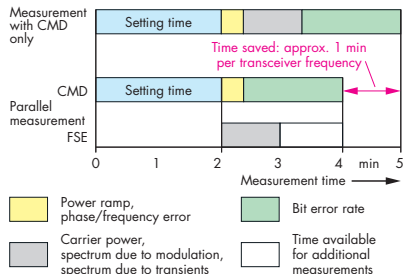 Measurement
with CMD
only
Setting time
Time saved: approx. 1 min
per transceiver frequency
CMD
Setting time
Parallel
measurement
FSE
0 1 2 3 4 min 5
Measurement time
Power ramp,
phase/frequency error
Bit error rate
Carrier power,
spectrum due to modulation,
spectrum due to transients
Time available
for additional
measurements